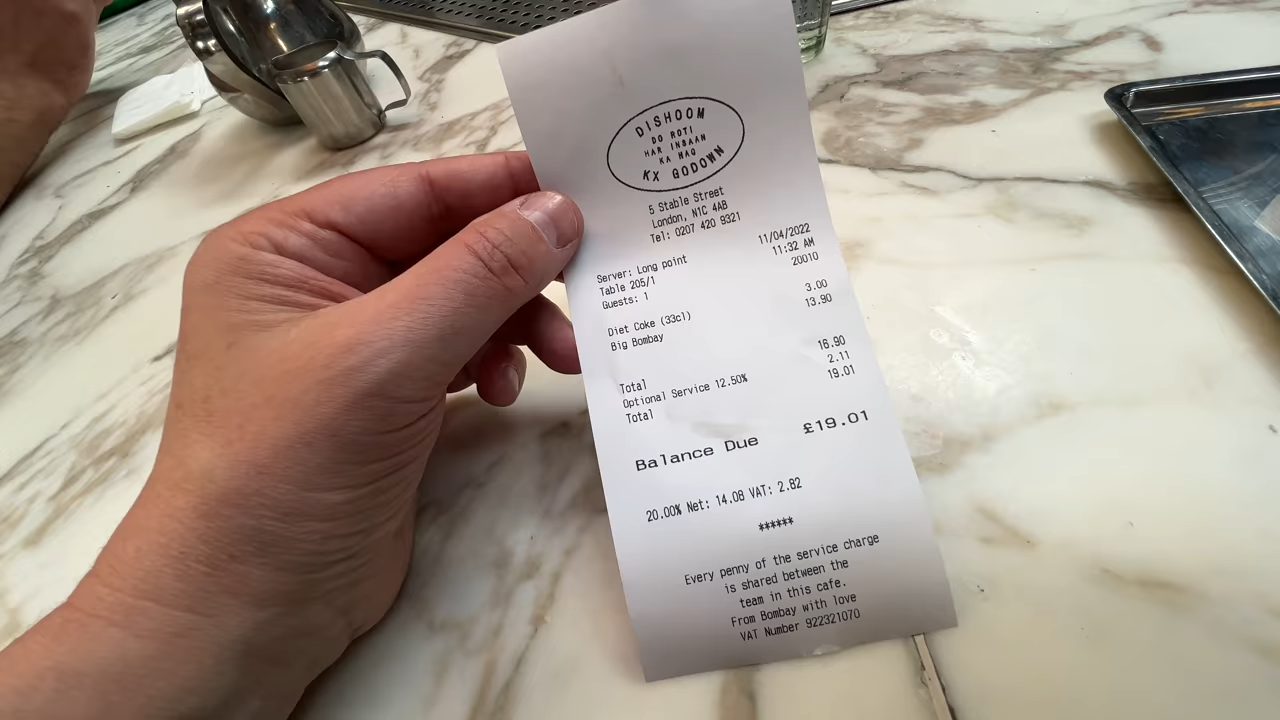 DISHOOM
DO ROTI
HAR INSAAN
KA HAQ
KX GODOWN
5 Stable Street
London, N1C 4AB
Tel: 0207 420 9321
Server: Long point 11/04/2022
Table 205/1 11:32 AM
Guests: 1 20010
Diet Coke (33cl) 3.00
Big Bombay 13.90
Total 16.90
Optional Service 12.50% 2.11
Total 19.01
Balance Due £19.01
20.00% Net: 14.08 VAT: 2.82
******
Every penny of the service charge
is shared between the
team in this cafe.
From Bombay with love
VAT Number 922321070